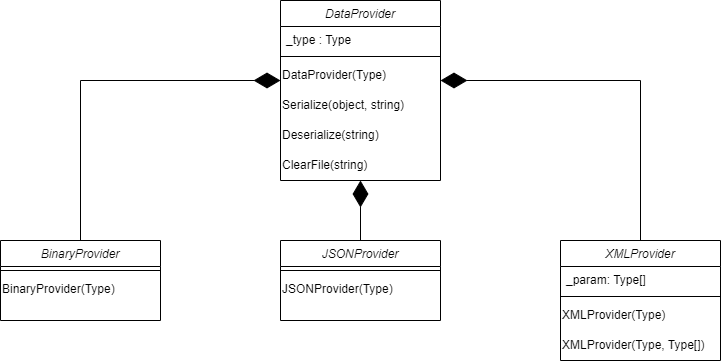 DataProvider
_type : Type
DataProvider(Type)
Serialize(object, string)
Deserialize(string)
ClearFile(string)
BinaryProvider
BinaryProvider(Type)
JSONProvider
JSONProvider(Type)
XMLProvider
_param: Type[]
XMLProvider(Type)
XMLProvider(Type, Type[])